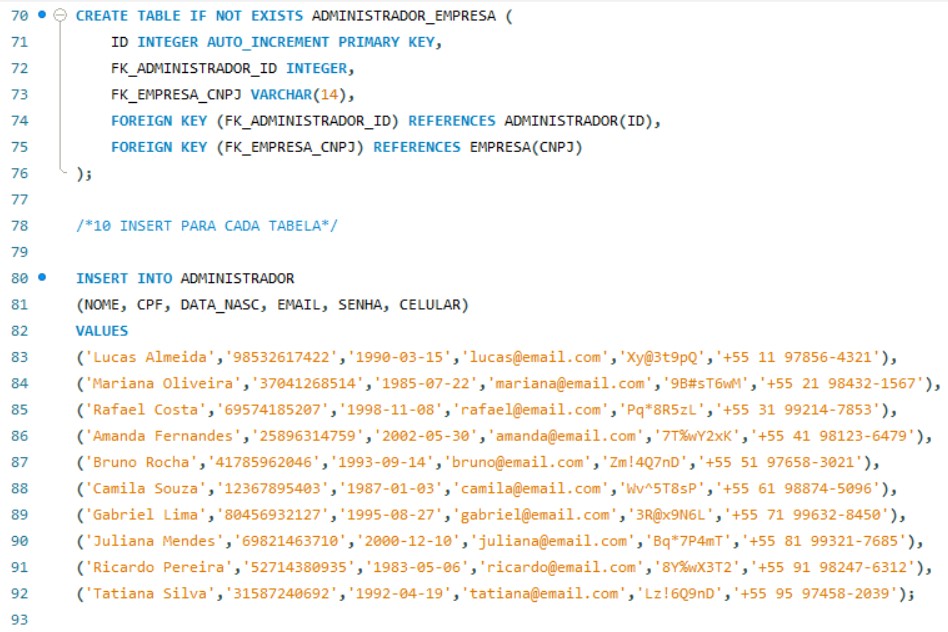 70 CREATE TABLE IF NOT EXISTS ADMINISTRADOR_EMPRESA (
71 ID INTEGER AUTO_INCREMENT PRIMARY KEY,
72 FK_ADMINISTRADOR_ID INTEGER,
73 FK_EMPRESA_CNPJ VARCHAR(14),
74 FOREIGN KEY (FK_ADMINISTRADOR_ID) REFERENCES ADMINISTRADOR(ID),
75 FOREIGN KEY (FK_EMPRESA_CNPJ) REFERENCES EMPRESA(CNPJ)
76 );
77
78 /*10 INSERT PARA CADA TABELA*/
79
80 INSERT INTO ADMINISTRADOR
81 (NOME, CPF, DATA_NASC, EMAIL, SENHA, CELULAR)
82 VALUES
83 ('Lucas Almeida','98532617422','1990-03-15','lucas@email.com','Xy@3t9pQ','+55 11 97856-4321'),
84 ('Mariana Oliveira','37041268514','1985-07-22','mariana@email.com','9B#sT6wM','+55 21 98432-1567'),
85 ('Rafael Costa','69574185207','1998-11-08','rafael@email.com','Pq*8R5zL','+55 31 99214-7853'),
86 ('Amanda Fernandes','25896314759','2002-05-30','amanda@email.com','7T%wY2xK','+55 41 98123-6479'),
87 ('Bruno Rocha','41785962046','1993-09-14','bruno@email.com','Zm!4Q7nD','+55 51 97658-3021'),
88 ('Camila Souza','12367895403','1987-01-03','camila@email.com','Wv^5T8sP','+55 61 98874-5096'),
89 ('Gabriel Lima','80456932127','1995-08-27','gabriel@email.com','3R@x9N6L','+55 71 99632-8450'),
90 ('Juliana Mendes','69821463710','2000-12-10','juliana@email.com','Bq*7P4mT','+55 81 99321-7685'),
91 ('Ricardo Pereira','52714380935','1983-05-06','ricardo@email.com','8Y%wX3T2','+55 91 98247-6312'),
92 ('Tatiana Silva','31587240692','1992-04-19','tatiana@email.com','Lz!6Q9nD','+55 95 97458-2039');
93